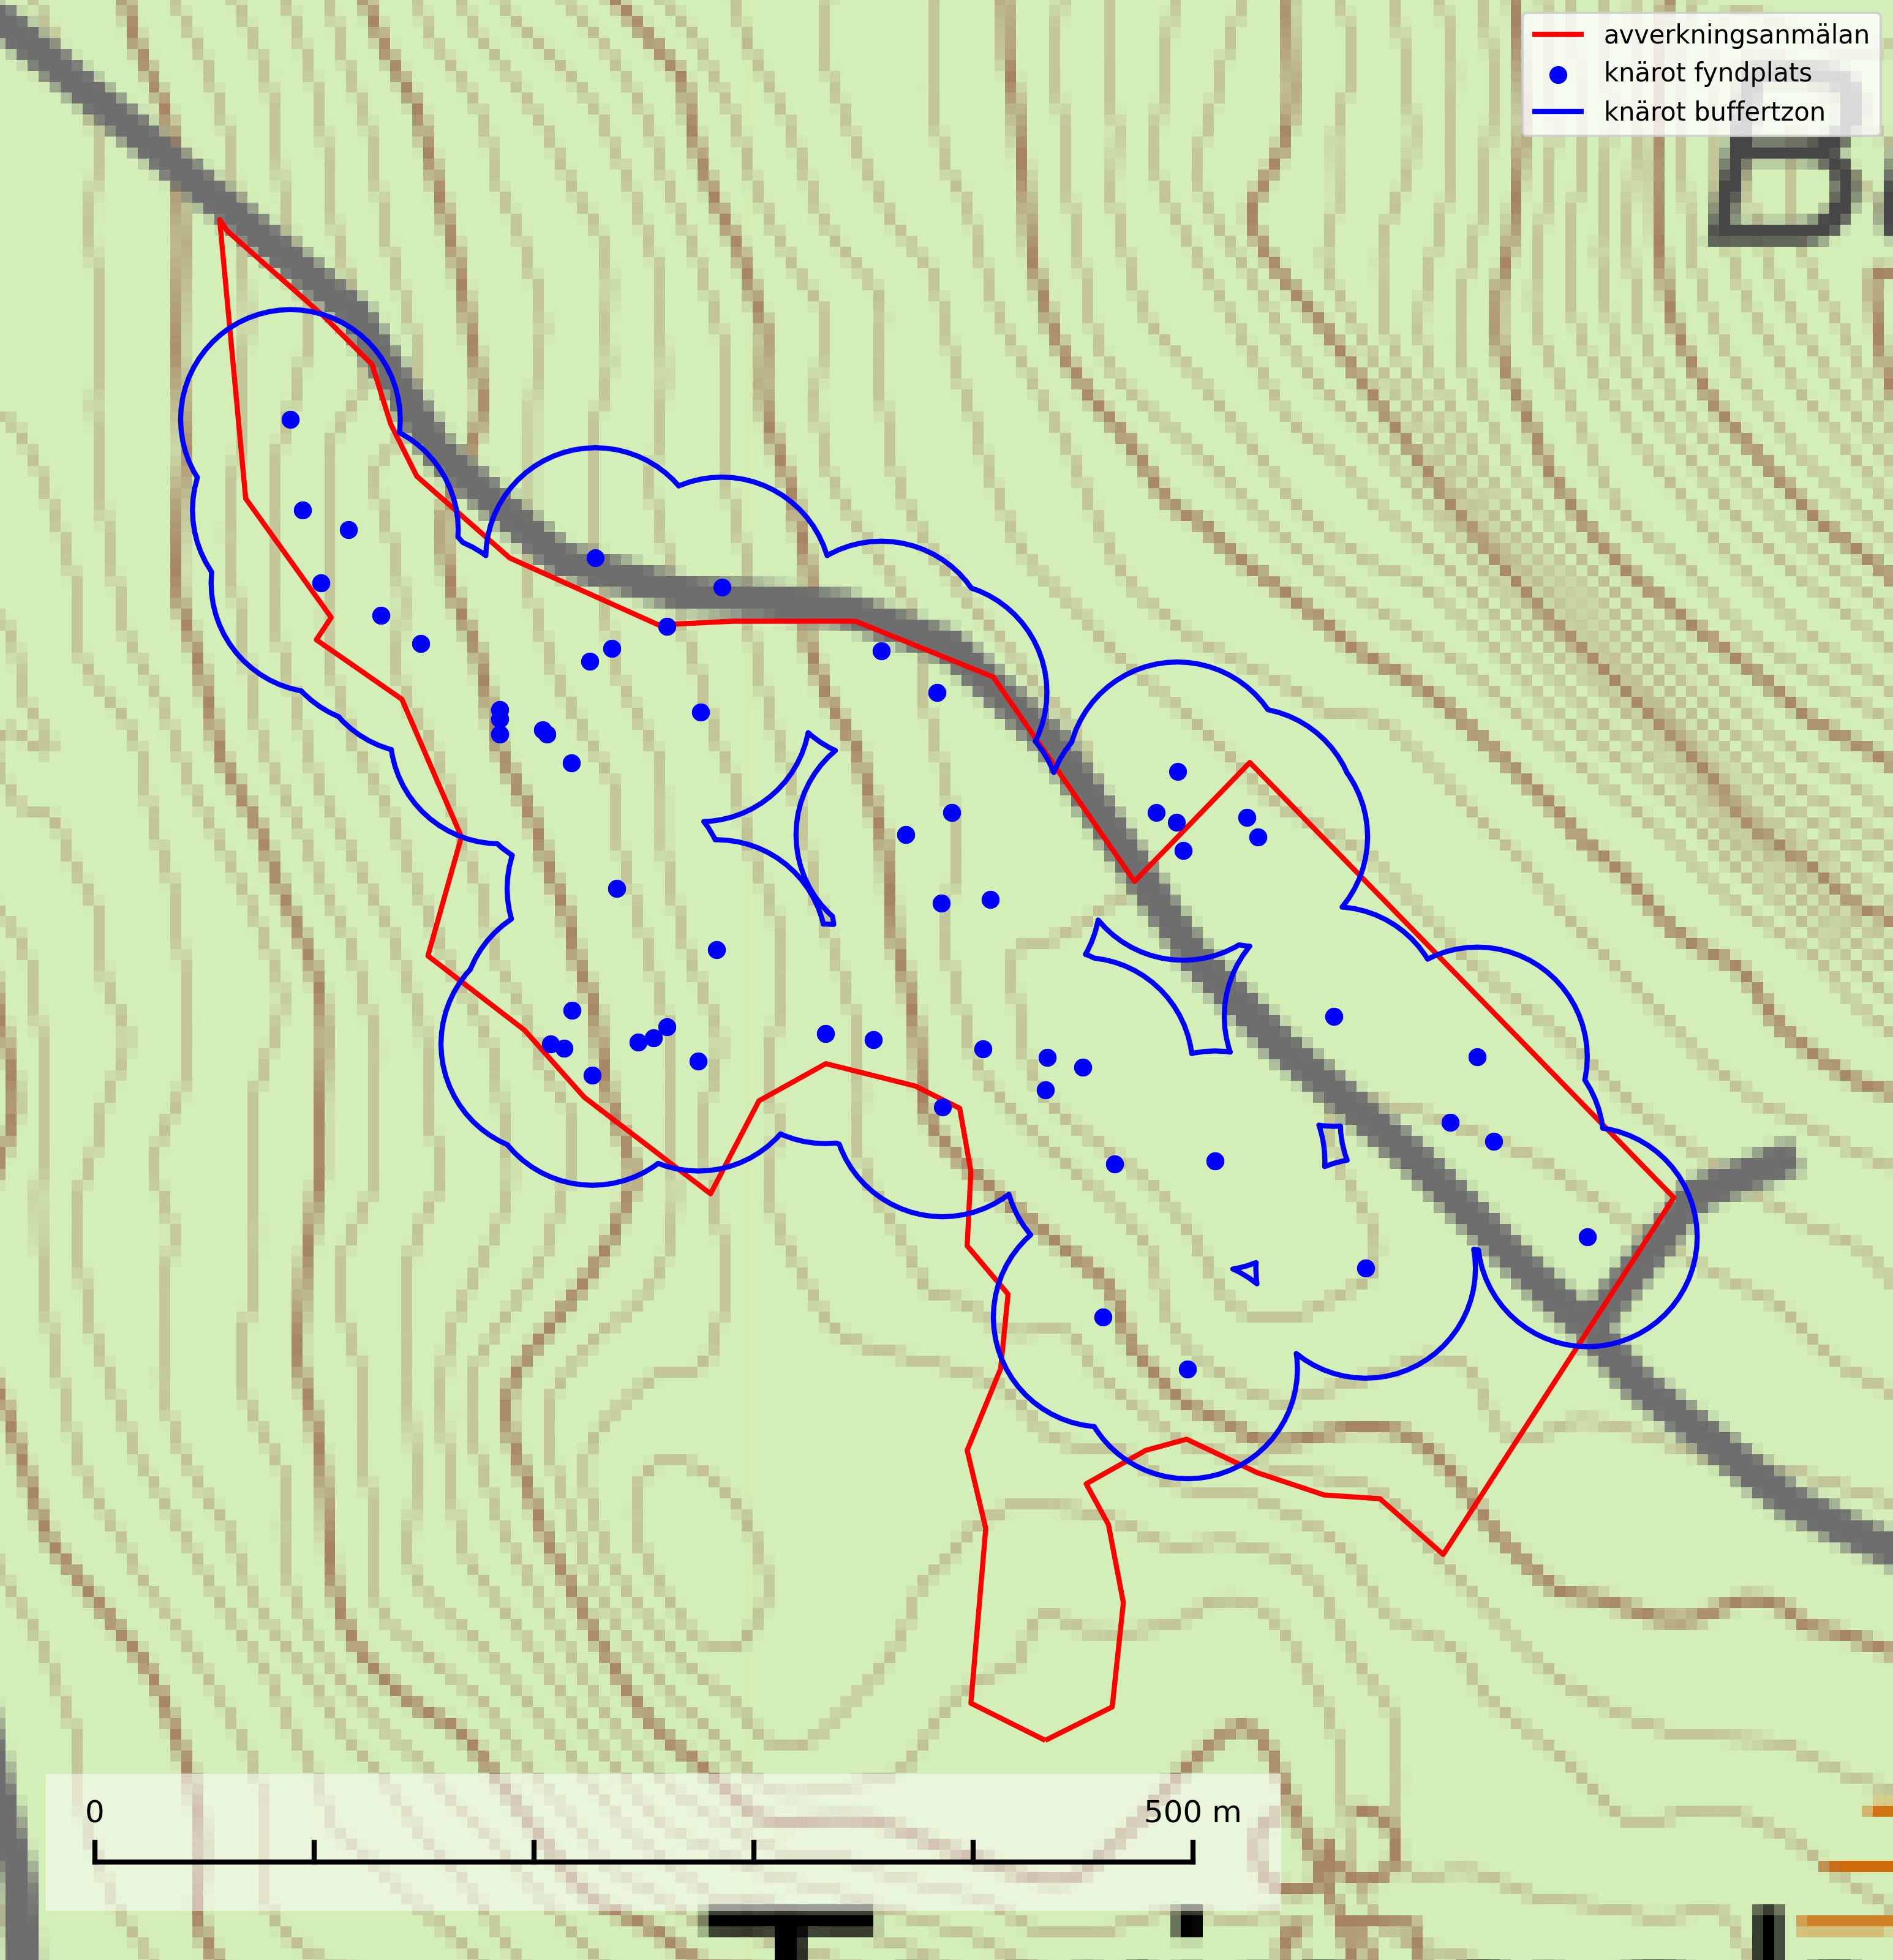 avverkningsanmälan
knärot fyndplats
knärot buffertzon
0 500 m